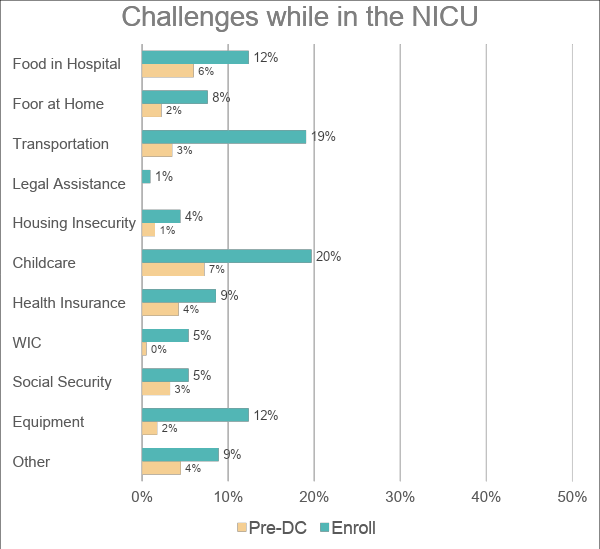 Challenges while in the NICU
Food in Hospital 12%
6%
Foor at Home 8%
2%
Transportation 19%
3%
Legal Assistance 1%
Housing Insecurity 4%
1%
Childcare 20%
7%
Health Insurance 9%
4%
WIC 5%
0%
Social Security 5%
3%
Equipment 12%
2%
Other 9%
4%
0% 10% 20% 30% 40% 50%
Pre-DC Enroll